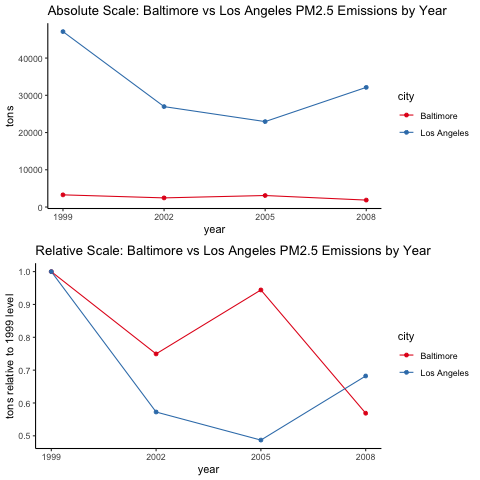 Absolute Scale: Baltimore vs Los Angeles PM2.5 Emissions by Year
40000
30000
20000
10000
0
tons
1999 2002 2005 2008
year
city
Baltimore
Los Angeles
Relative Scale: Baltimore vs Los Angeles PM2.5 Emissions by Year
1.0
0.9
0.8
0.7
0.6
0.5
tons relative to 1999 level
1999 2002 2005 2008
year
city
Baltimore
Los Angeles